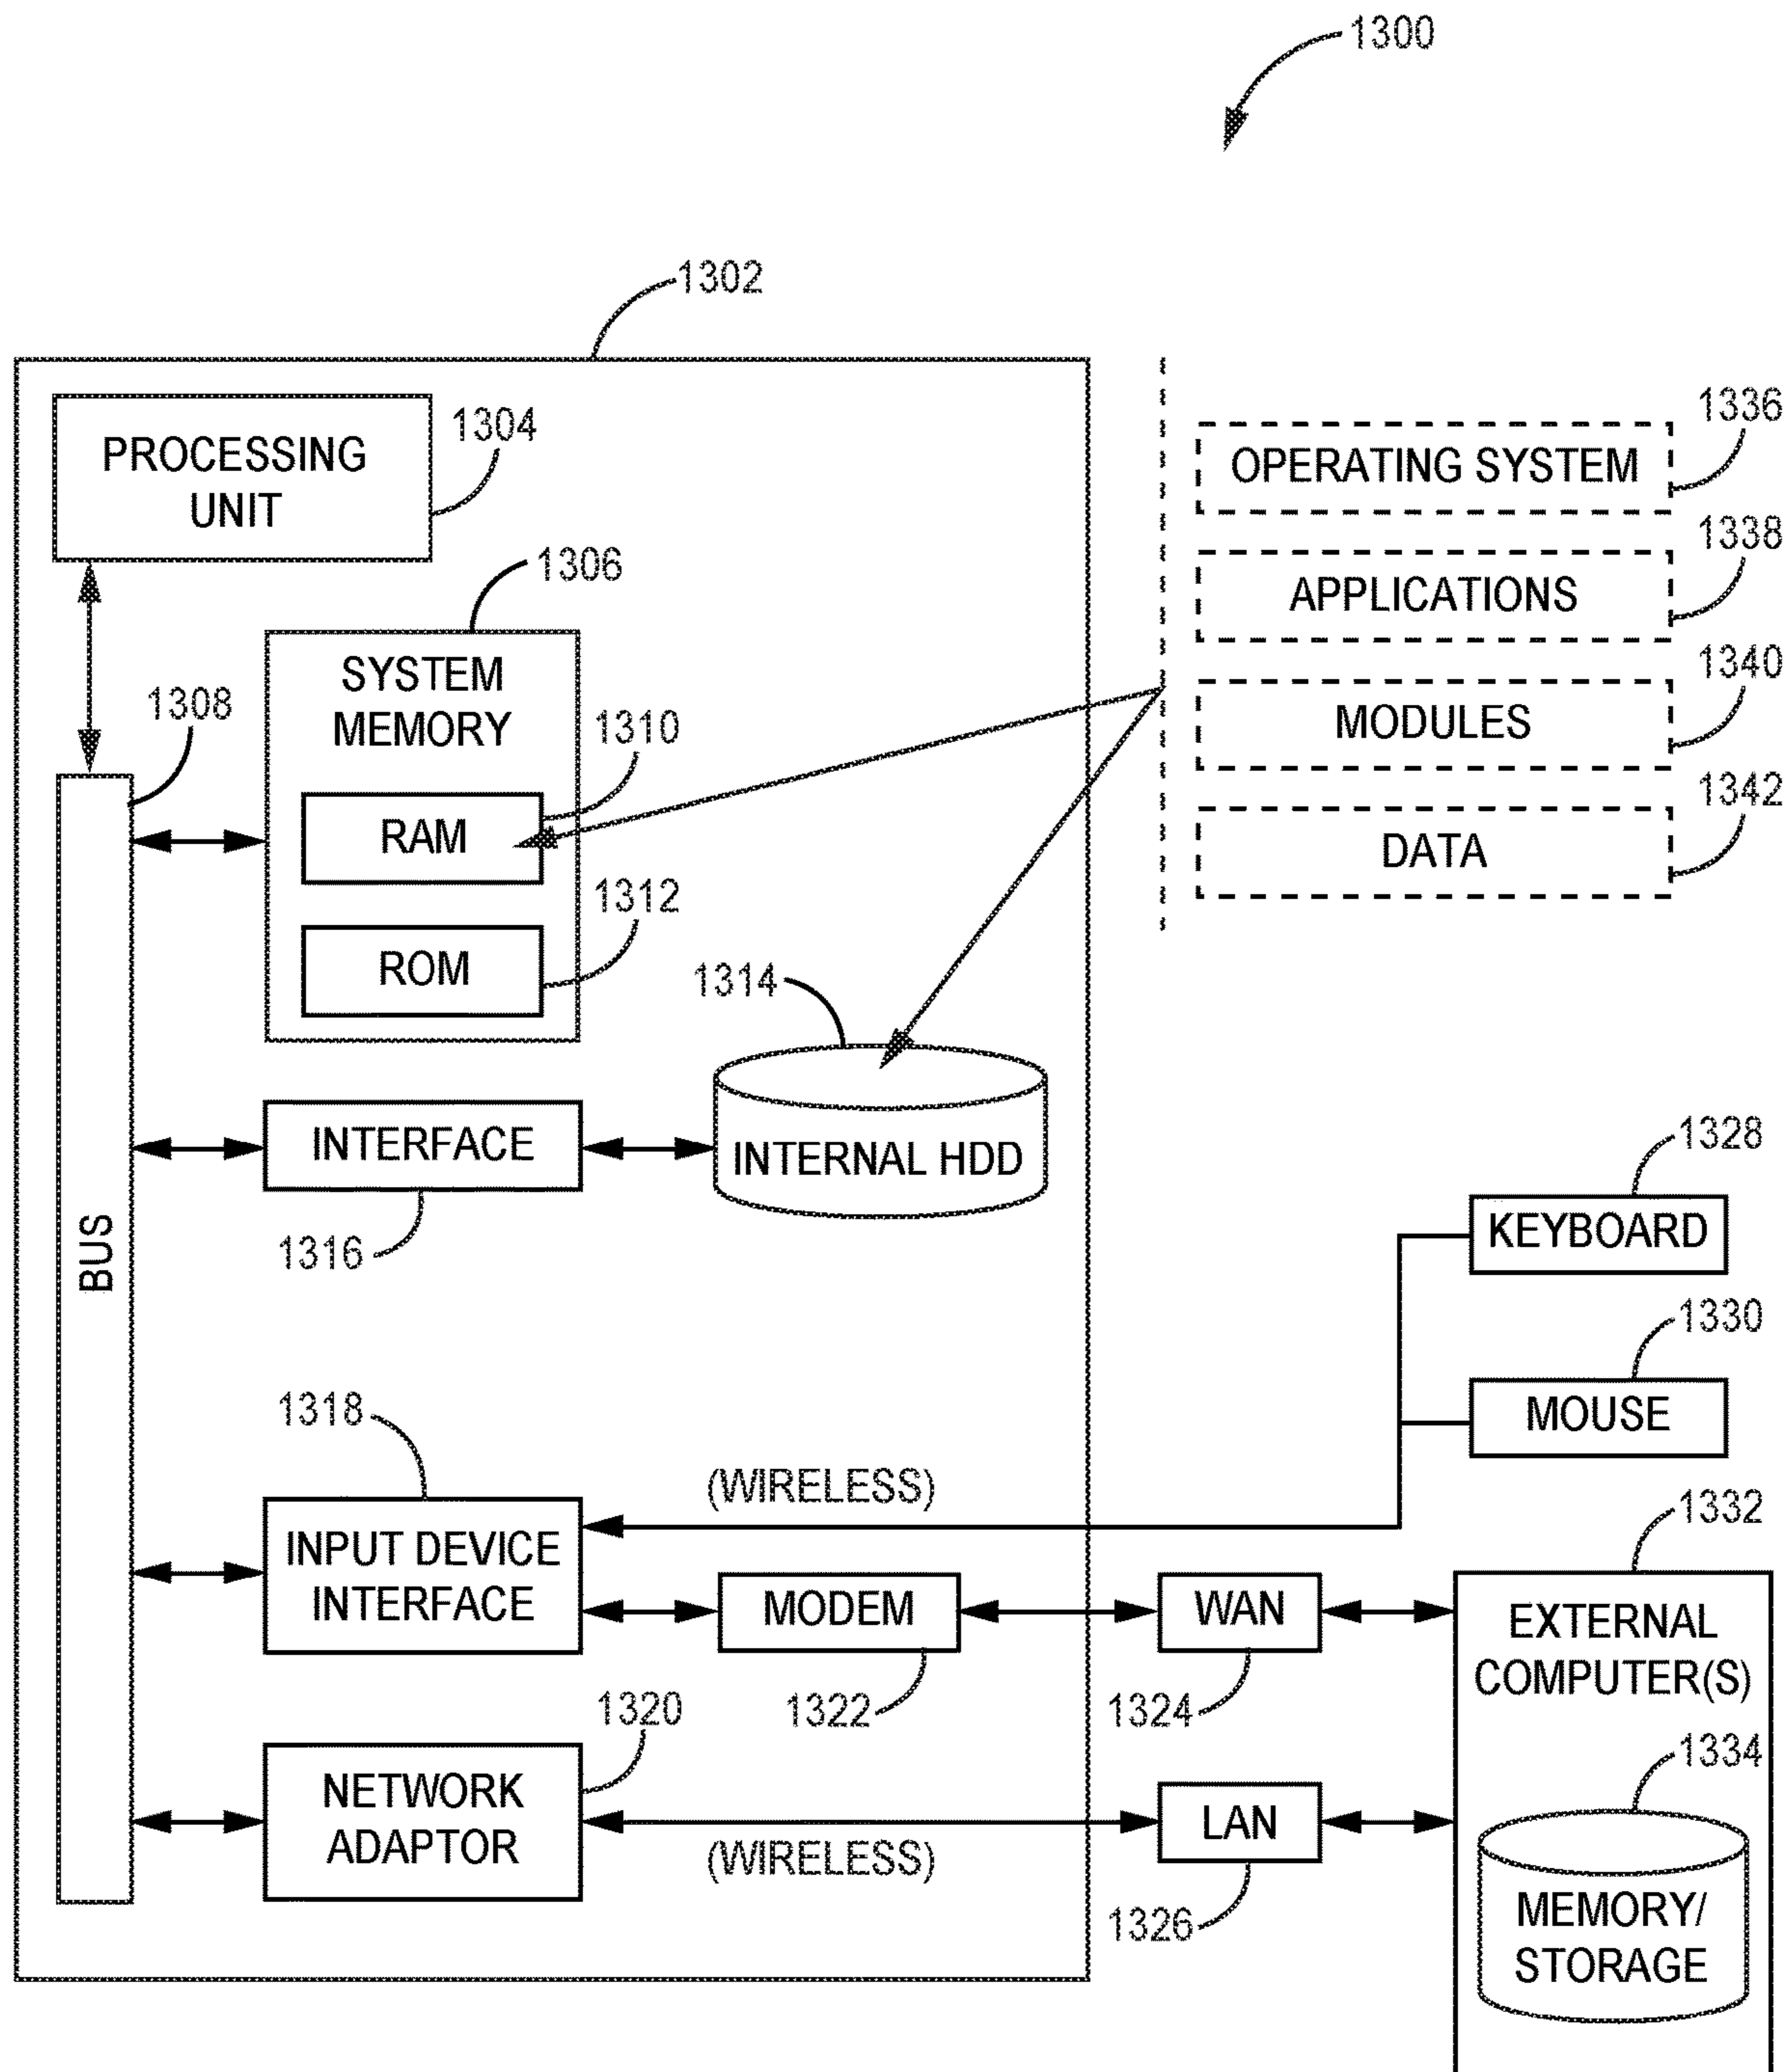 1300
1302
PROCESSING
UNIT
1304
1306
SYSTEM
MEMORY
1308
1310
RAM
1312
ROM
1314
INTERFACE
INTERNAL HDD
1316
BUS
1336
OPERATING SYSTEM
1338
APPLICATIONS
1340
MODULES
1342
DATA
1328
KEYBOARD
1330
MOUSE
1318
(WIRELESS)
INPUT DEVICE
INTERFACE
MODEM
1322
WAN
1324
1332
EXTERNAL
COMPUTER(S)
1320
NETWORK
ADAPTOR
(WIRELESS)
LAN
1326
1334
MEMORY/
STORAGE